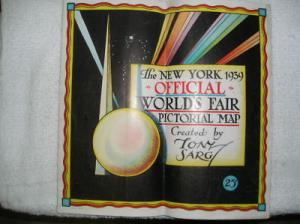 The NEW YORK 1939
OFFICIAL
WORLD'S FAIR
PICTORIAL MAP
Created by
TONY
SARG
25¢